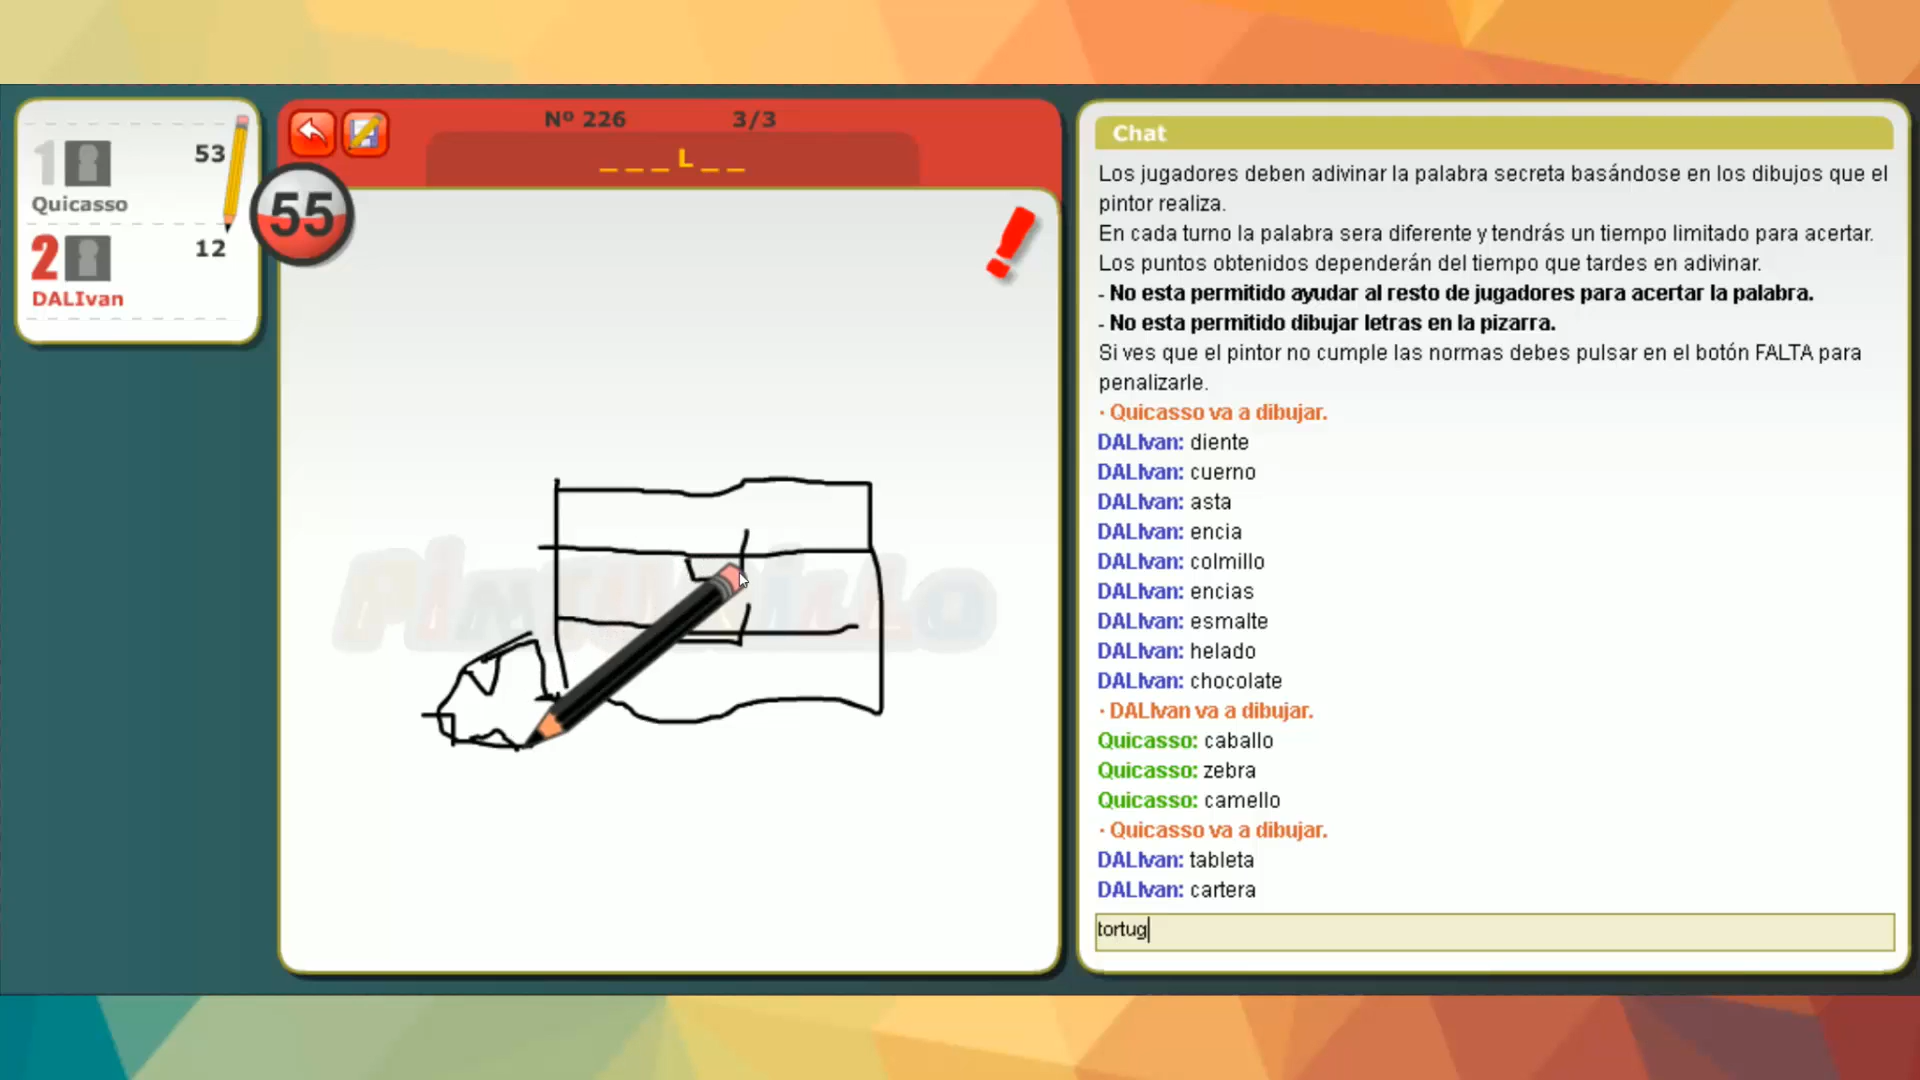 1
53
Quicasso
2
12
DALIvan
55
Nº 226 3/3
_ _ _ L _ _
PINTURILLO
Chat
Los jugadores deben adivinar la palabra secreta basándose en los dibujos que el
pintor realiza.
En cada turno la palabra sera diferente y tendrás un tiempo limitado para acertar.
Los puntos obtenidos dependerán del tiempo que tardes en adivinar.
- No esta permitido ayudar al resto de jugadores para acertar la palabra.
- No esta permitido dibujar letras en la pizarra.
Si ves que el pintor no cumple las normas debes pulsar en el botón FALTA para
penalizarle.
· Quicasso va a dibujar.
DALIvan: diente
DALIvan: cuerno
DALIvan: asta
DALIvan: encia
DALIvan: colmillo
DALIvan: encias
DALIvan: esmalte
DALIvan: helado
DALIvan: chocolate
· DALIvan va a dibujar.
Quicasso: caballo
Quicasso: zebra
Quicasso: camello
· Quicasso va a dibujar.
DALIvan: tableta
DALIvan: cartera
tortug